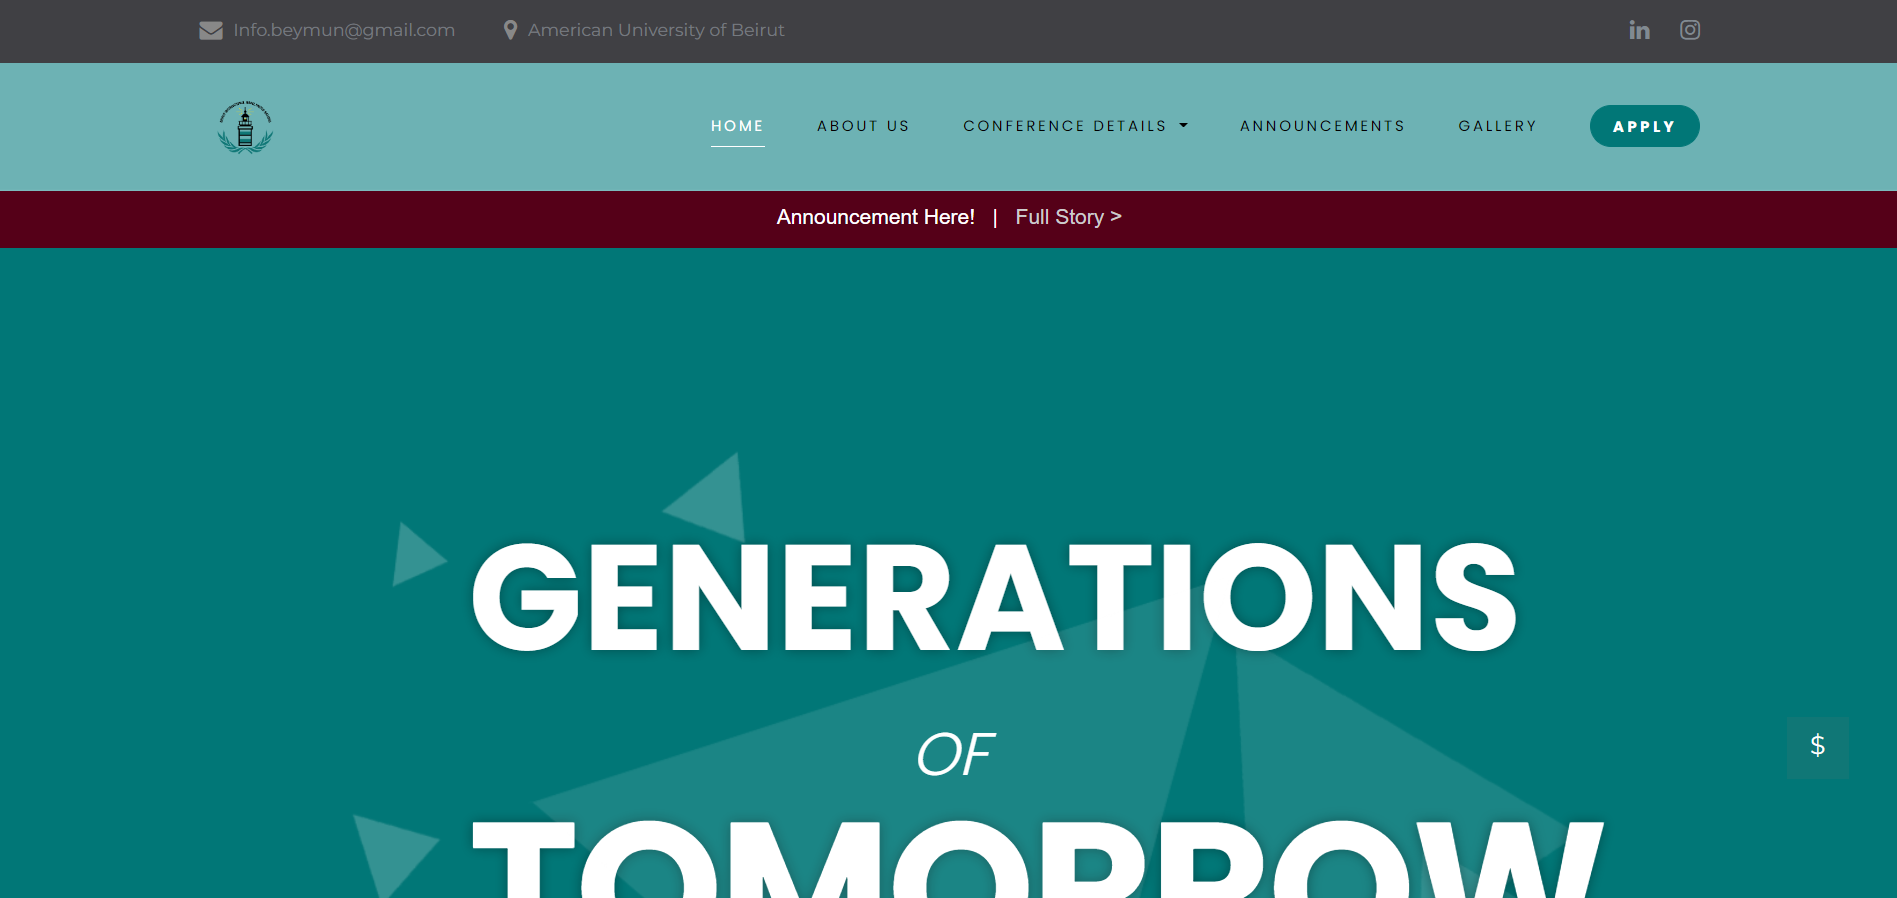 Info.beymun@gmail.com
American University of Beirut
HOME
ABOUT US
CONFERENCE DETAILS
ANNOUNCEMENTS
GALLERY
APPLY
Announcement Here! | Full Story >
GENERATIONS
OF
TOMORROW
$